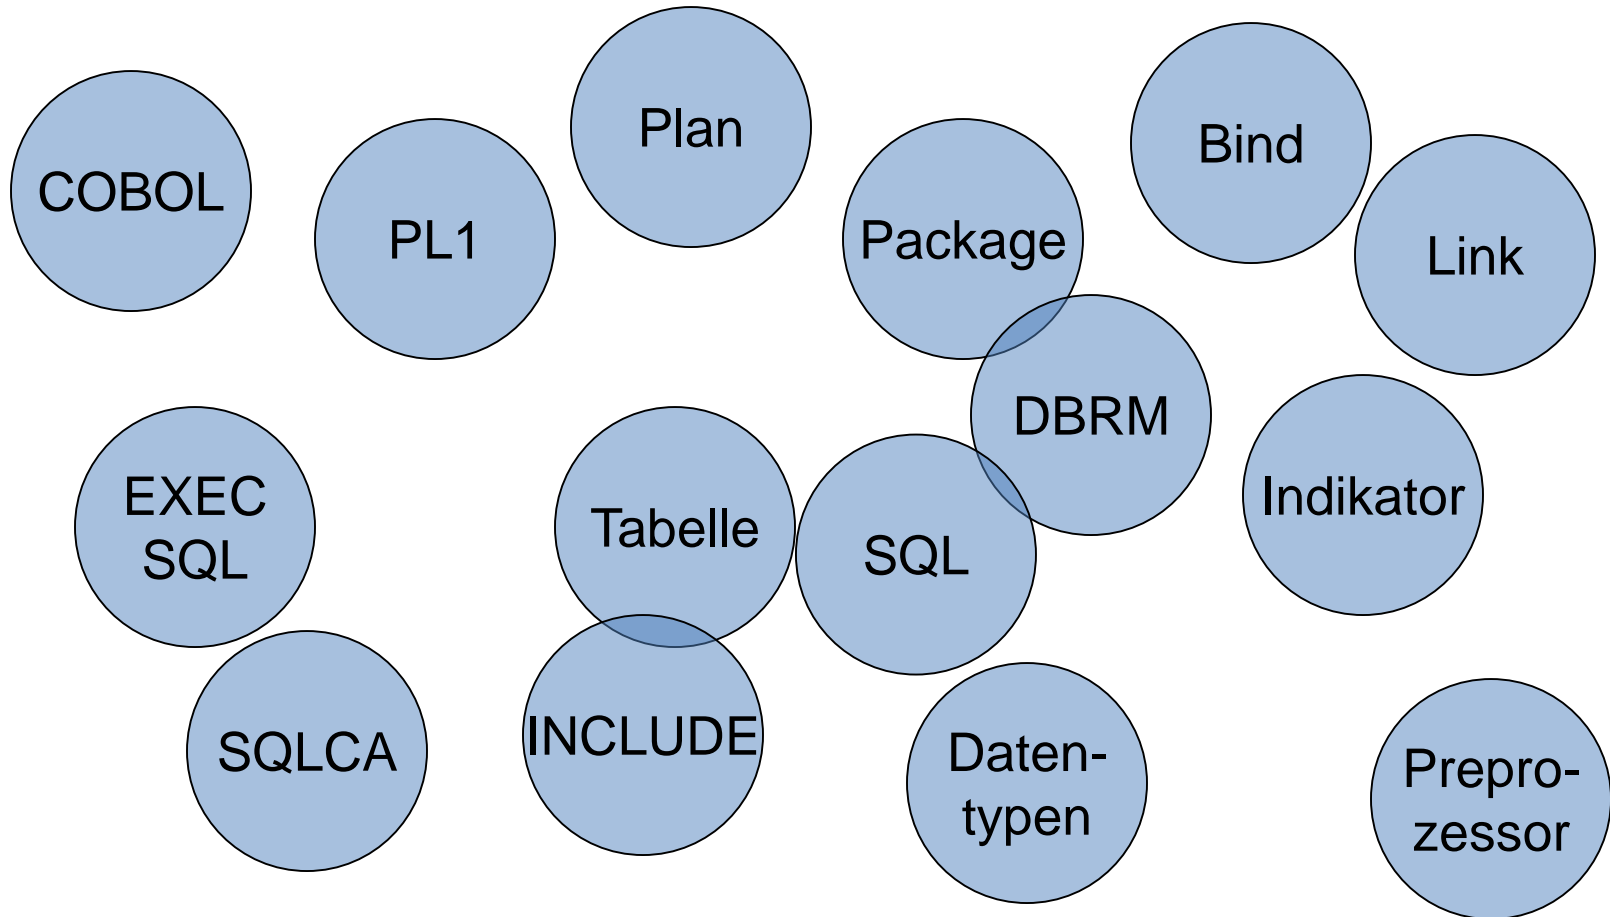 Plan
Bind
COBOL
PL1
Package
Link
DBRM
EXEC
SQL
Tabelle
SQL
Indikator
SQLCA
INCLUDE
Daten-
typen
Prepro-
zessor